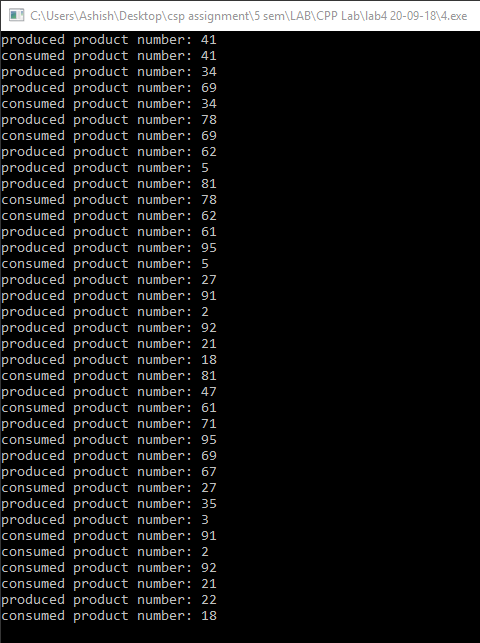 C:\Users\Ashish\Desktop\csp assignment\5 sem\LAB\CPP Lab\lab4 20-09-18\4.exe
produced product number: 41
consumed product number: 41
produced product number: 34
produced product number: 69
consumed product number: 34
produced product number: 78
consumed product number: 69
produced product number: 62
produced product number: 5
produced product number: 81
consumed product number: 78
consumed product number: 62
produced product number: 61
produced product number: 95
consumed product number: 5
produced product number: 27
produced product number: 91
produced product number: 2
produced product number: 92
produced product number: 21
produced product number: 18
consumed product number: 81
produced product number: 47
consumed product number: 61
produced product number: 71
consumed product number: 95
produced product number: 69
produced product number: 67
consumed product number: 27
produced product number: 35
produced product number: 3
consumed product number: 91
consumed product number: 2
consumed product number: 92
consumed product number: 21
produced product number: 22
consumed product number: 18